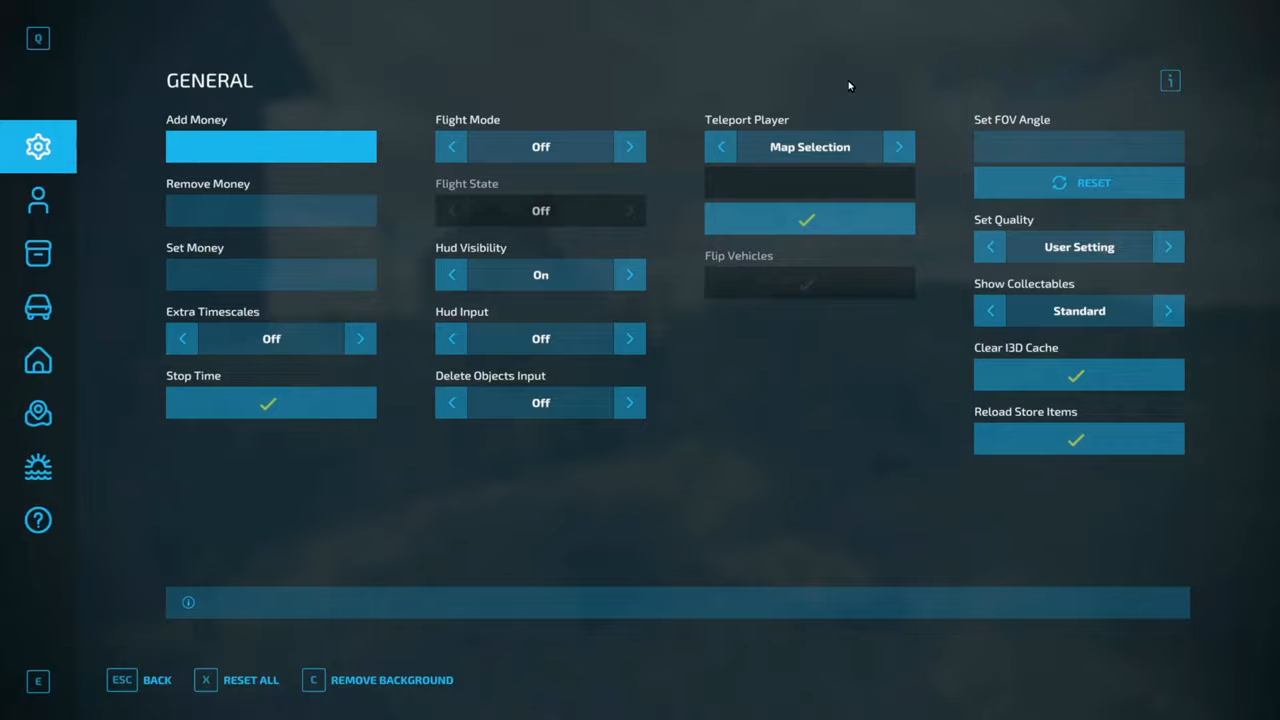 Q
GENERAL
i
Add Money
Remove Money
Set Money
Extra Timescales
Off
Stop Time
Flight Mode
Off
Flight State
Off
Hud Visibility
On
Hud Input
Off
Delete Objects Input
Off
Teleport Player
Map Selection
Flip Vehicles
Set FOV Angle
RESET
Set Quality
User Setting
Show Collectables
Standard
Clear I3D Cache
Reload Store Items
E
ESC BACK X RESET ALL C REMOVE BACKGROUND